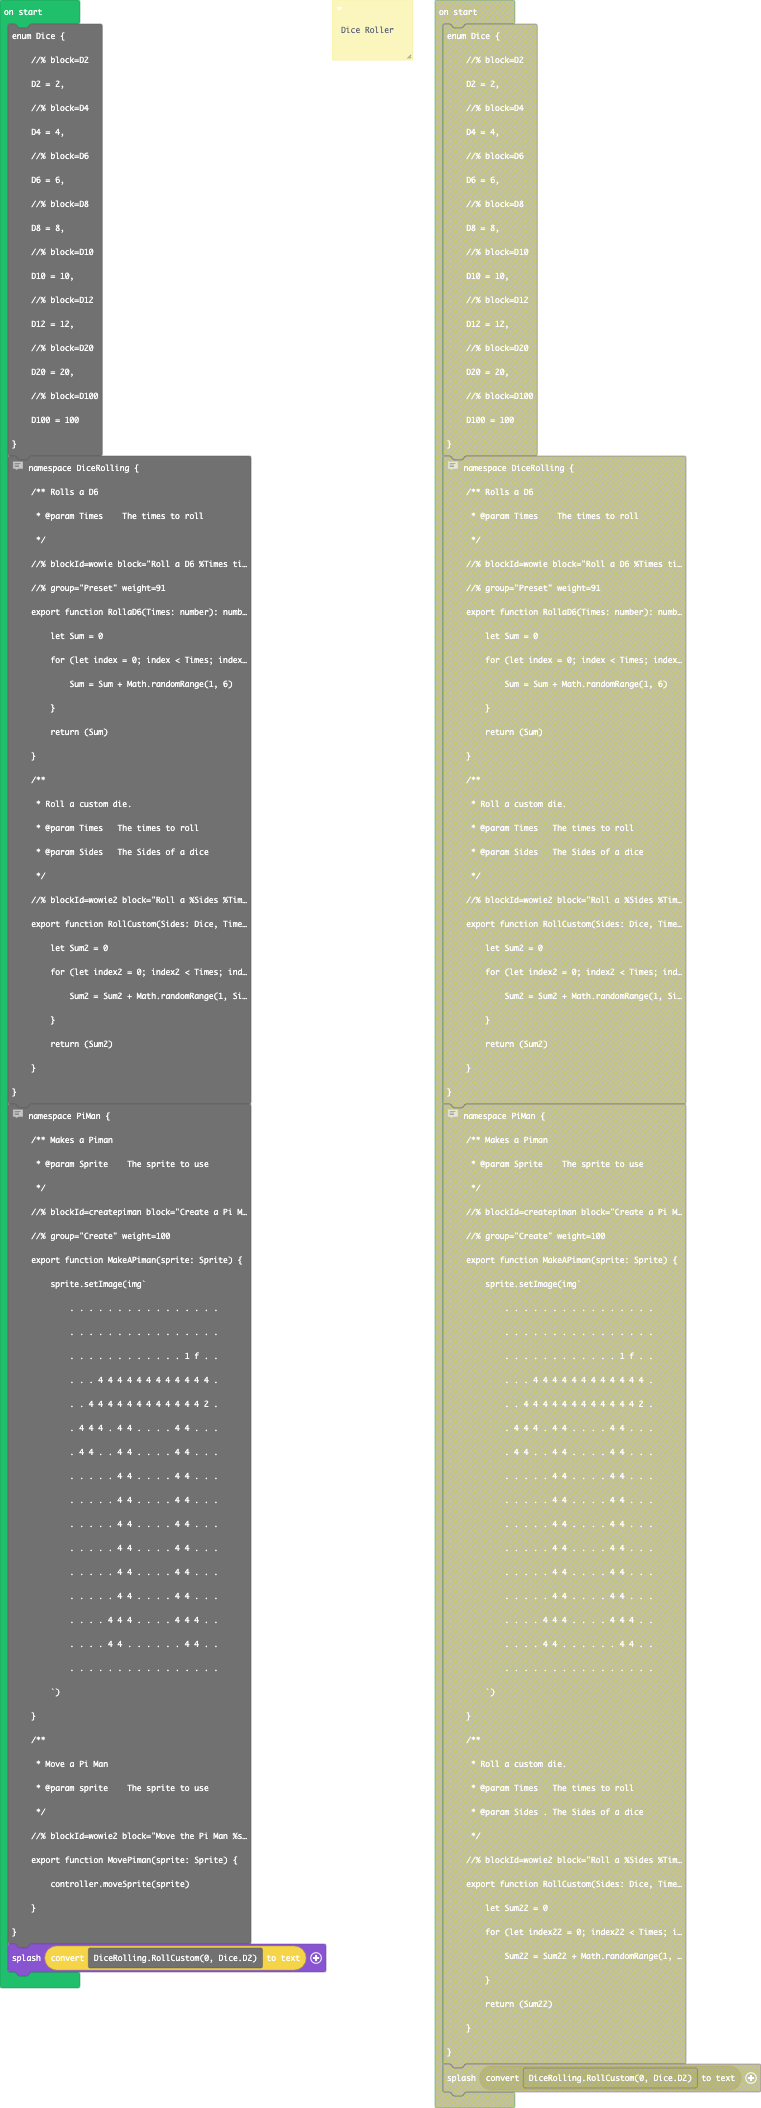 on start
enum Dice {
//% block=D2
D2 = 2,
//% block=D4
D4 = 4,
//% block=D6
D6 = 6,
//% block=D8
D8 = 8,
//% block=D10
D10 = 10,
//% block=D12
D12 = 12,
//% block=D20
D20 = 20,
//% block=D100
D100 = 100
}
namespace DiceRolling {
/** Rolls a D6
* @param Times    The times to roll
*/
//% blockId=wowie block="Roll a D6 %Times ti…
//% group="Preset" weight=91
export function RollaD6(Times: number): numb…
let Sum = 0
for (let index = 0; index < Times; index…
Sum = Sum + Math.randomRange(1, 6)
}
return (Sum)
}
/**
* Roll a custom die.
* @param Times   The times to roll
* @param Sides   The Sides of a dice
*/
//% blockId=wowie2 block="Roll a %Sides %Tim…
export function RollCustom(Sides: Dice, Time…
let Sum2 = 0
for (let index2 = 0; index2 < Times; ind…
Sum2 = Sum2 + Math.randomRange(1, Si…
}
return (Sum2)
}
}
namespace PiMan {
/** Makes a Piman
* @param Sprite    The sprite to use
*/
//% blockId=createpiman block="Create a Pi M…
//% group="Create" weight=100
export function MakeAPiman(sprite: Sprite) {
sprite.setImage(img`
. . . . . . . . . . . . . . . .
. . . . . . . . . . . . . . . .
. . . . . . . . . . . . 1 f . .
. . . 4 4 4 4 4 4 4 4 4 4 4 4 .
. . 4 4 4 4 4 4 4 4 4 4 4 4 2 .
. 4 4 4 . 4 4 . . . . 4 4 . . .
. 4 4 . . 4 4 . . . . 4 4 . . .
. . . . . 4 4 . . . . 4 4 . . .
. . . . . 4 4 . . . . 4 4 . . .
. . . . . 4 4 . . . . 4 4 . . .
. . . . . 4 4 . . . . 4 4 . . .
. . . . . 4 4 . . . . 4 4 . . .
. . . . . 4 4 . . . . 4 4 . . .
. . . . 4 4 4 . . . . 4 4 4 . .
. . . . 4 4 . . . . . . 4 4 . .
. . . . . . . . . . . . . . . .
`)
}
/**
* Move a Pi Man
* @param sprite    The sprite to use
*/
//% blockId=wowie2 block="Move the Pi Man %s…
export function MovePiman(sprite: Sprite) {
controller.moveSprite(sprite)
}
}
splash convert DiceRolling.RollCustom(0, Dice.D2) to text
Dice Roller
on start
enum Dice {
//% block=D2
D2 = 2,
//% block=D4
D4 = 4,
//% block=D6
D6 = 6,
//% block=D8
D8 = 8,
//% block=D10
D10 = 10,
//% block=D12
D12 = 12,
//% block=D20
D20 = 20,
//% block=D100
D100 = 100
}
namespace DiceRolling {
/** Rolls a D6
* @param Times    The times to roll
*/
//% blockId=wowie block="Roll a D6 %Times ti…
//% group="Preset" weight=91
export function RollaD6(Times: number): numb…
let Sum = 0
for (let index = 0; index < Times; index…
Sum = Sum + Math.randomRange(1, 6)
}
return (Sum)
}
/**
* Roll a custom die.
* @param Times   The times to roll
* @param Sides   The Sides of a dice
*/
//% blockId=wowie2 block="Roll a %Sides %Tim…
export function RollCustom(Sides: Dice, Time…
let Sum2 = 0
for (let index2 = 0; index2 < Times; ind…
Sum2 = Sum2 + Math.randomRange(1, Si…
}
return (Sum2)
}
}
namespace PiMan {
/** Makes a Piman
* @param Sprite    The sprite to use
*/
//% blockId=createpiman block="Create a Pi M…
//% group="Create" weight=100
export function MakeAPiman(sprite: Sprite) {
sprite.setImage(img`
. . . . . . . . . . . . . . . .
. . . . . . . . . . . . . . . .
. . . . . . . . . . . . 1 f . .
. . . 4 4 4 4 4 4 4 4 4 4 4 4 .
. . 4 4 4 4 4 4 4 4 4 4 4 4 2 .
. 4 4 4 . 4 4 . . . . 4 4 . . .
. 4 4 . . 4 4 . . . . 4 4 . . .
. . . . . 4 4 . . . . 4 4 . . .
. . . . . 4 4 . . . . 4 4 . . .
. . . . . 4 4 . . . . 4 4 . . .
. . . . . 4 4 . . . . 4 4 . . .
. . . . . 4 4 . . . . 4 4 . . .
. . . . . 4 4 . . . . 4 4 . . .
. . . . 4 4 4 . . . . 4 4 4 . .
. . . . 4 4 . . . . . . 4 4 . .
. . . . . . . . . . . . . . . .
`)
}
/**
* Roll a custom die.
* @param Times   The times to roll
* @param Sides . The Sides of a dice
*/
//% blockId=wowie2 block="Roll a %Sides %Tim…
export function RollCustom(Sides: Dice, Time…
let Sum22 = 0
for (let index22 = 0; index22 < Times; i…
Sum22 = Sum22 + Math.randomRange(1, …
}
return (Sum22)
}
}
splash convert DiceRolling.RollCustom(0, Dice.D2) to text